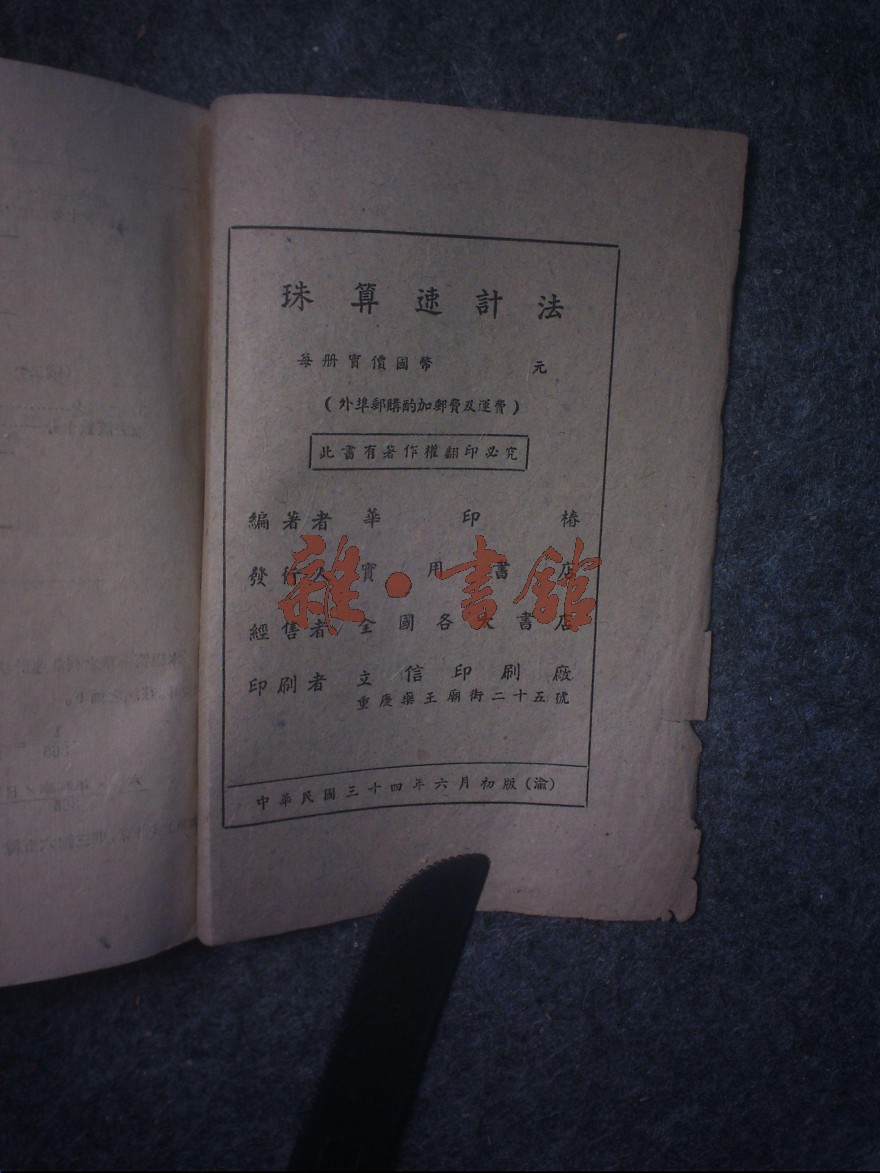 珠算速計法
每册實價國幣 元
(外埠郵購酌加郵費及運費)
此書有著作權翻印必究
編著者 華印椿
發行人 實用書店
經售者 全國各大書店
印刷者 立信印刷廠
重慶藥王廟街二十五號
中華民國三十四年六月初版(渝)
雜·書館